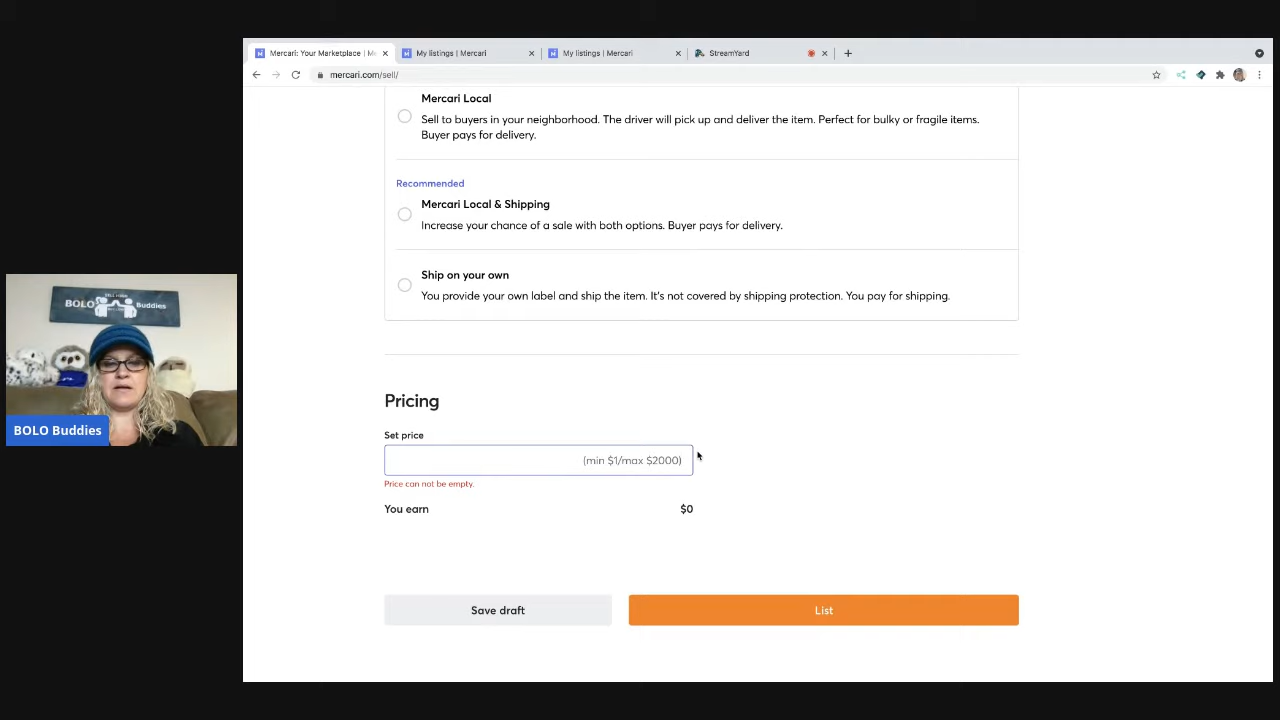 Mercari: Your Marketplace | Me
My listings | Mercari
My listings | Mercari
StreamYard
mercari.com/sell/
Mercari Local
Sell to buyers in your neighborhood. The driver will pick up and deliver the item. Perfect for bulky or fragile items.
Buyer pays for delivery.
Recommended
Mercari Local & Shipping
Increase your chance of a sale with both options. Buyer pays for delivery.
Ship on your own
You provide your own label and ship the item. It's not covered by shipping protection. You pay for shipping.
Pricing
Set price
(min $1/max $2000)
Price can not be empty.
You earn $0
Save draft
List
BOLO Buddies
BOLO Buddies